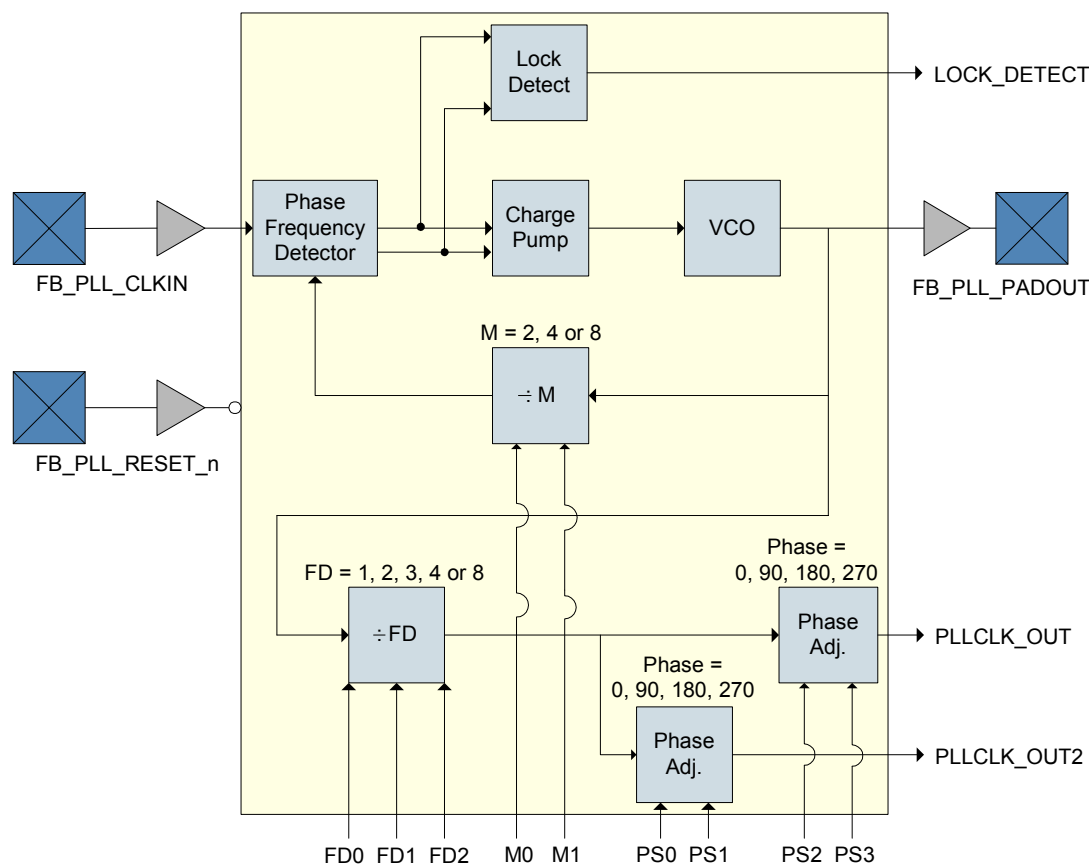 Lock
Detect
LOCK_DETECT
Phase
Frequency
Detector
Charge
Pump
VCO
FB_PLL_CLKIN
FB_PLL_PADOUT
M = 2, 4 or 8
÷ M
FB_PLL_RESET_n
Phase =
0, 90, 180, 270
FD = 1, 2, 3, 4 or 8
÷FD
Phase
Adj.
PLLCLK_OUT
Phase =
0, 90, 180, 270
Phase
Adj.
PLLCLK_OUT2
FD0 FD1 FD2 M0 M1 PS0 PS1 PS2 PS3